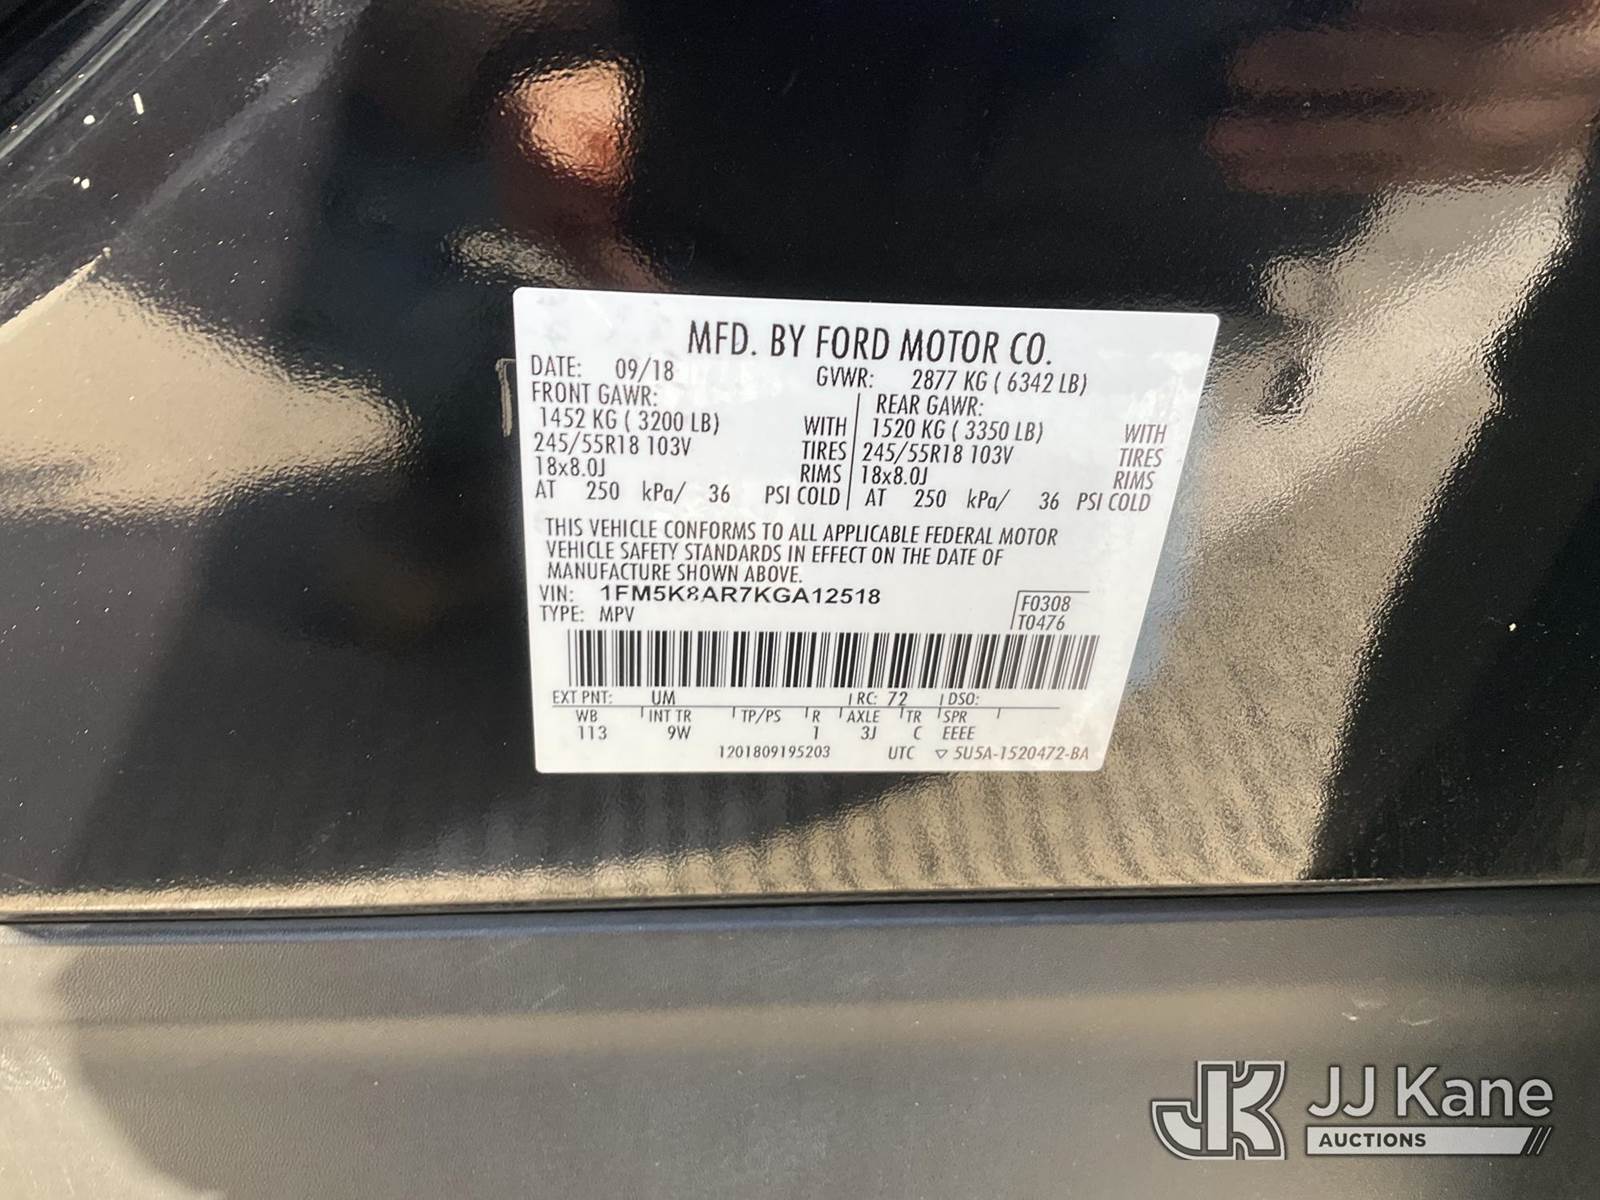 MFD. BY FORD MOTOR CO.
DATE: 09/18 GVWR: 2877 KG ( 6342 LB)
FRONT GAWR: REAR GAWR:
1452 KG ( 3200 LB) WITH 1520 KG ( 3350 LB) WITH
245/55R18 103V TIRES 245/55R18 103V TIRES
18x8.0J RIMS 18x8.0J RIMS
AT 250 kPa/ 36 PSI COLD AT 250 kPa/ 36 PSI COLD
THIS VEHICLE CONFORMS TO ALL APPLICABLE FEDERAL MOTOR
VEHICLE SAFETY STANDARDS IN EFFECT ON THE DATE OF
MANUFACTURE SHOWN ABOVE.
VIN: 1FM5K8AR7KGA12518 F0308
TYPE: MPV T0476
EXT PNT: UM RC: 72 DSO:
WB INT TR TP/PS R AXLE TR SPR
113 9W 1 3J C EEEE
1201809195203 UTC ▽ 5U5A-1520472-BA
JK JJ Kane
AUCTIONS